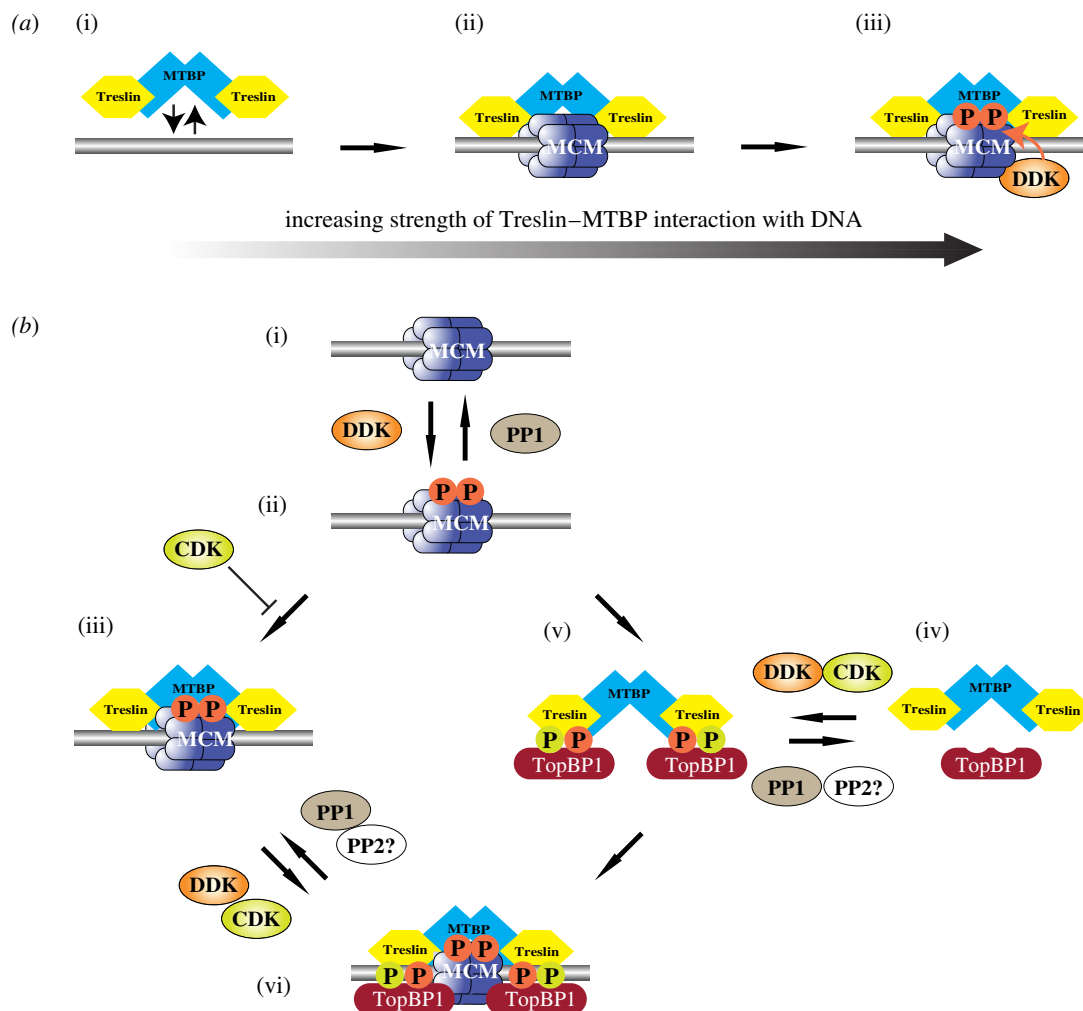 (a)
(i)
(ii)
(iii)
MTBP
Treslin
Treslin
MTBP
Treslin
Treslin
MCM
MTBP
Treslin
P P
Treslin
MCM
DDK
increasing strength of Treslin–MTBP interaction with DNA
(b)
(i)
MCM
DDK
PP1
(ii)
P P
MCM
CDK
(iii)
MTBP
Treslin
P P
Treslin
MCM
(v)
MTBP
Treslin
Treslin
P P
P P
TopBP1
TopBP1
DDK CDK
PP1 PP2?
(iv)
MTBP
Treslin
Treslin
TopBP1
PP1
PP2?
DDK
CDK
(vi)
MTBP
Treslin
P P
Treslin
P P
MCM
P P
TopBP1
TopBP1